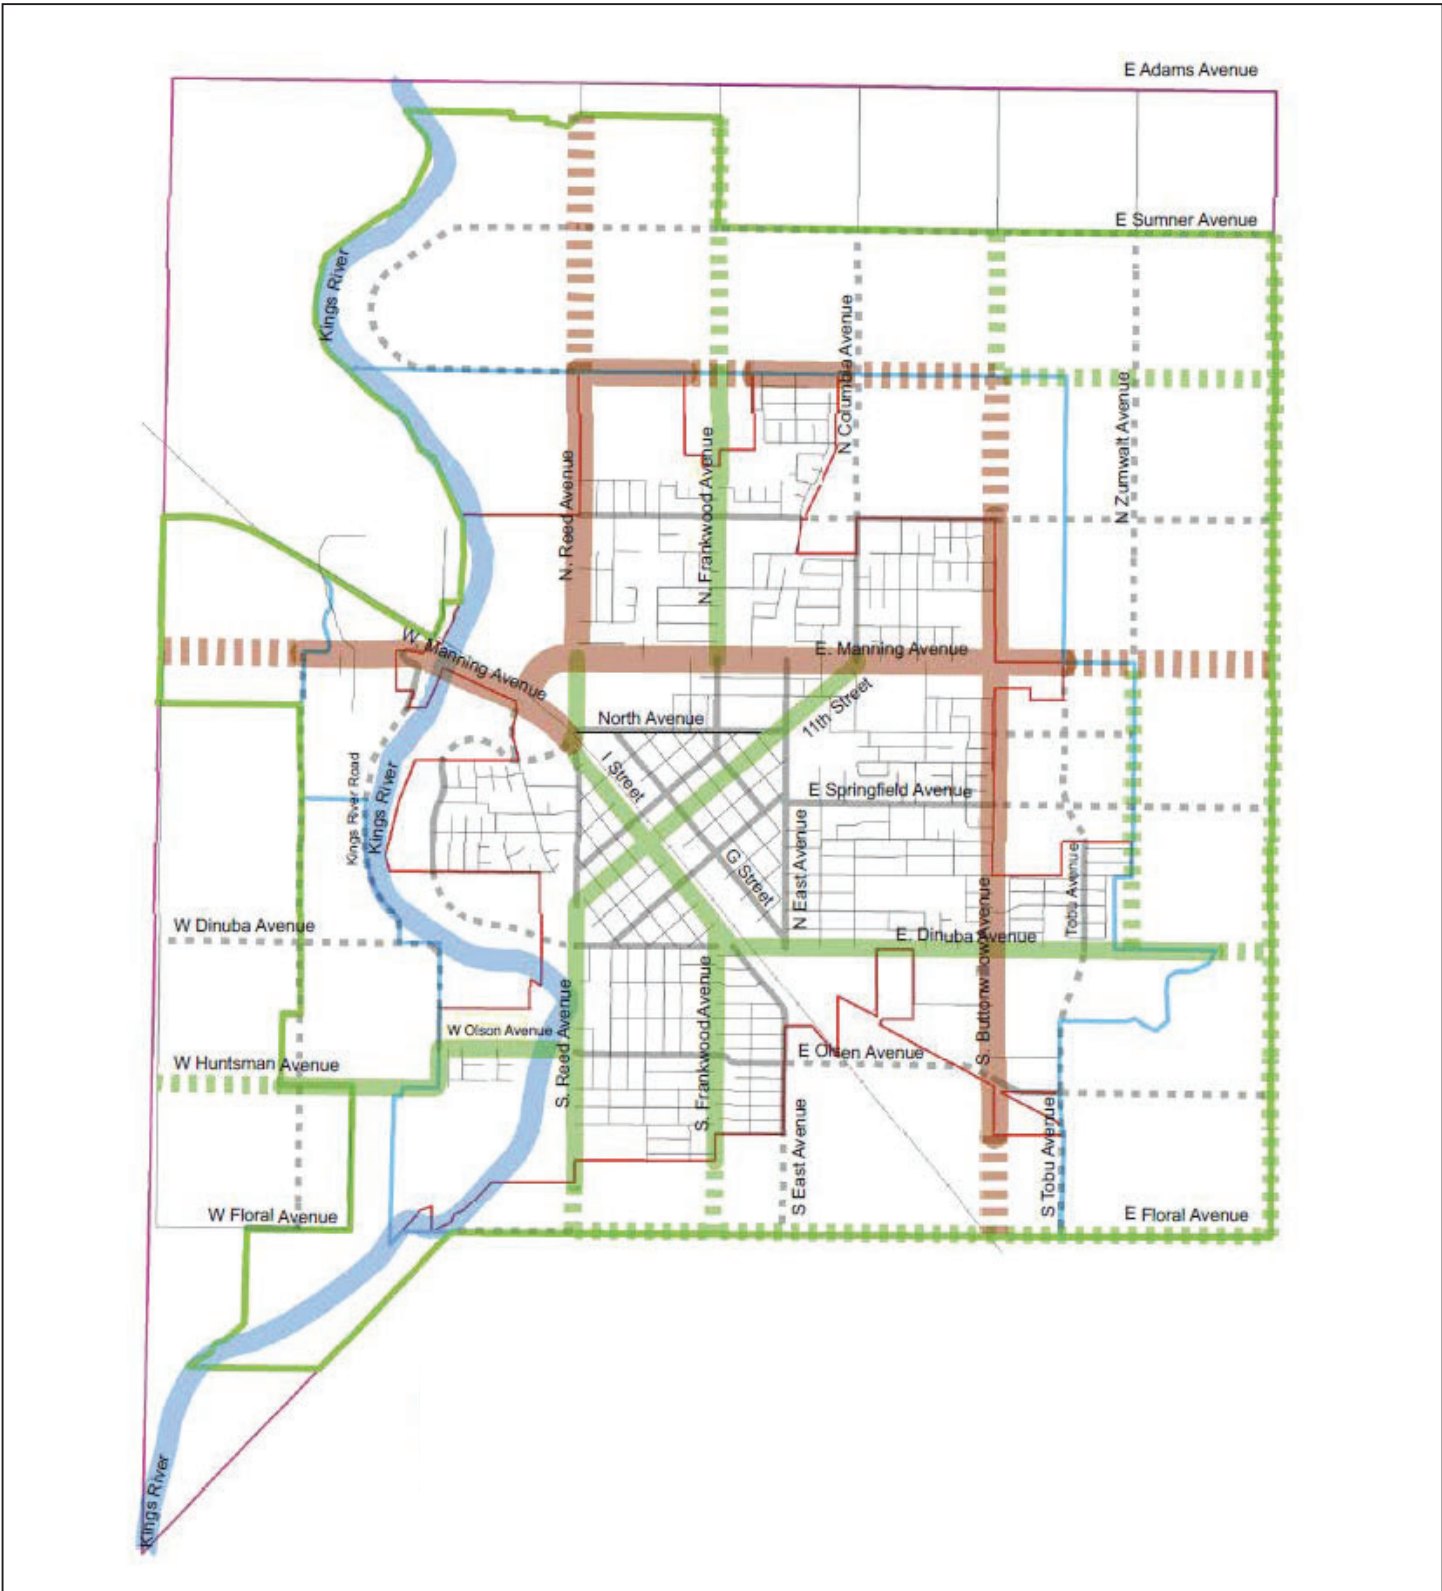 E Adams Avenue
E Sumner Avenue
Kings River
N Columbia Avenue
N Zumwalt Avenue
N. Reed Avenue
N. Frankwood Avenue
W. Manning Avenue
E. Manning Avenue
North Avenue
11th Street
I Street
Kings River Road
Kings River
E Springfield Avenue
G Street
N East Avenue
Tobu Avenue
W Dinuba Avenue
E. Dinuba Avenue
S. Buttonwillow Avenue
W Olson Avenue
S. Reed Avenue
S. Frankwood Avenue
E Olsen Avenue
W Huntsman Avenue
S East Avenue
S Tobu Avenue
W Floral Avenue
E Floral Avenue
Kings River